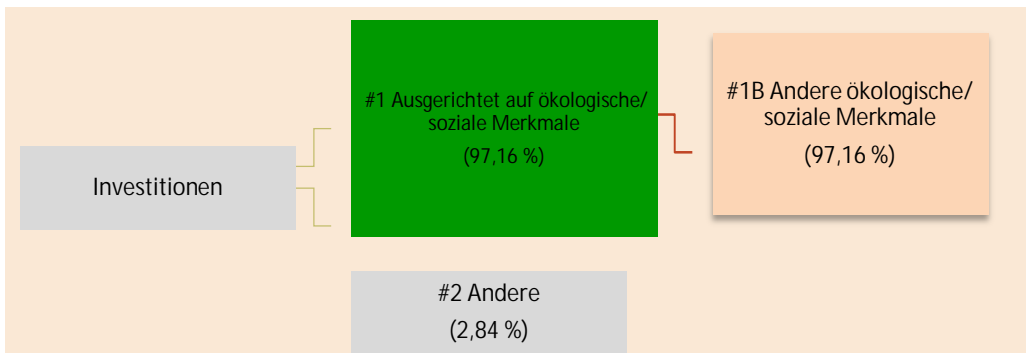 Investitionen
#1 Ausgerichtet auf ökologische/
soziale Merkmale
(97,16 %)
#1B Andere ökologische/
soziale Merkmale
(97,16 %)
#2 Andere
(2,84 %)